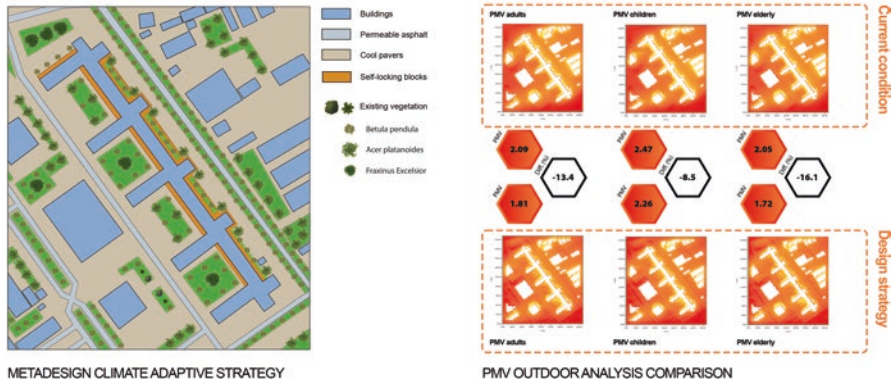 Buildings
Permeable asphalt
Cool pavers
Self-locking blocks
Existing vegetation
Betula pendula
Acer platanoides
Fraxinus Excelsior
METADESIGN CLIMATE ADAPTIVE STRATEGY
PMV adults
PMV children
PMV elderly
Current condition
PMV
2.09
Diff. (%)
-13.4
PMV
1.81
PMV
2.47
Diff. (%)
-8.5
PMV
2.26
PMV
2.05
Diff. (%)
-16.1
PMV
1.72
Design strategy
PMV adults
PMV children
PMV elderly
PMV OUTDOOR ANALYSIS COMPARISON